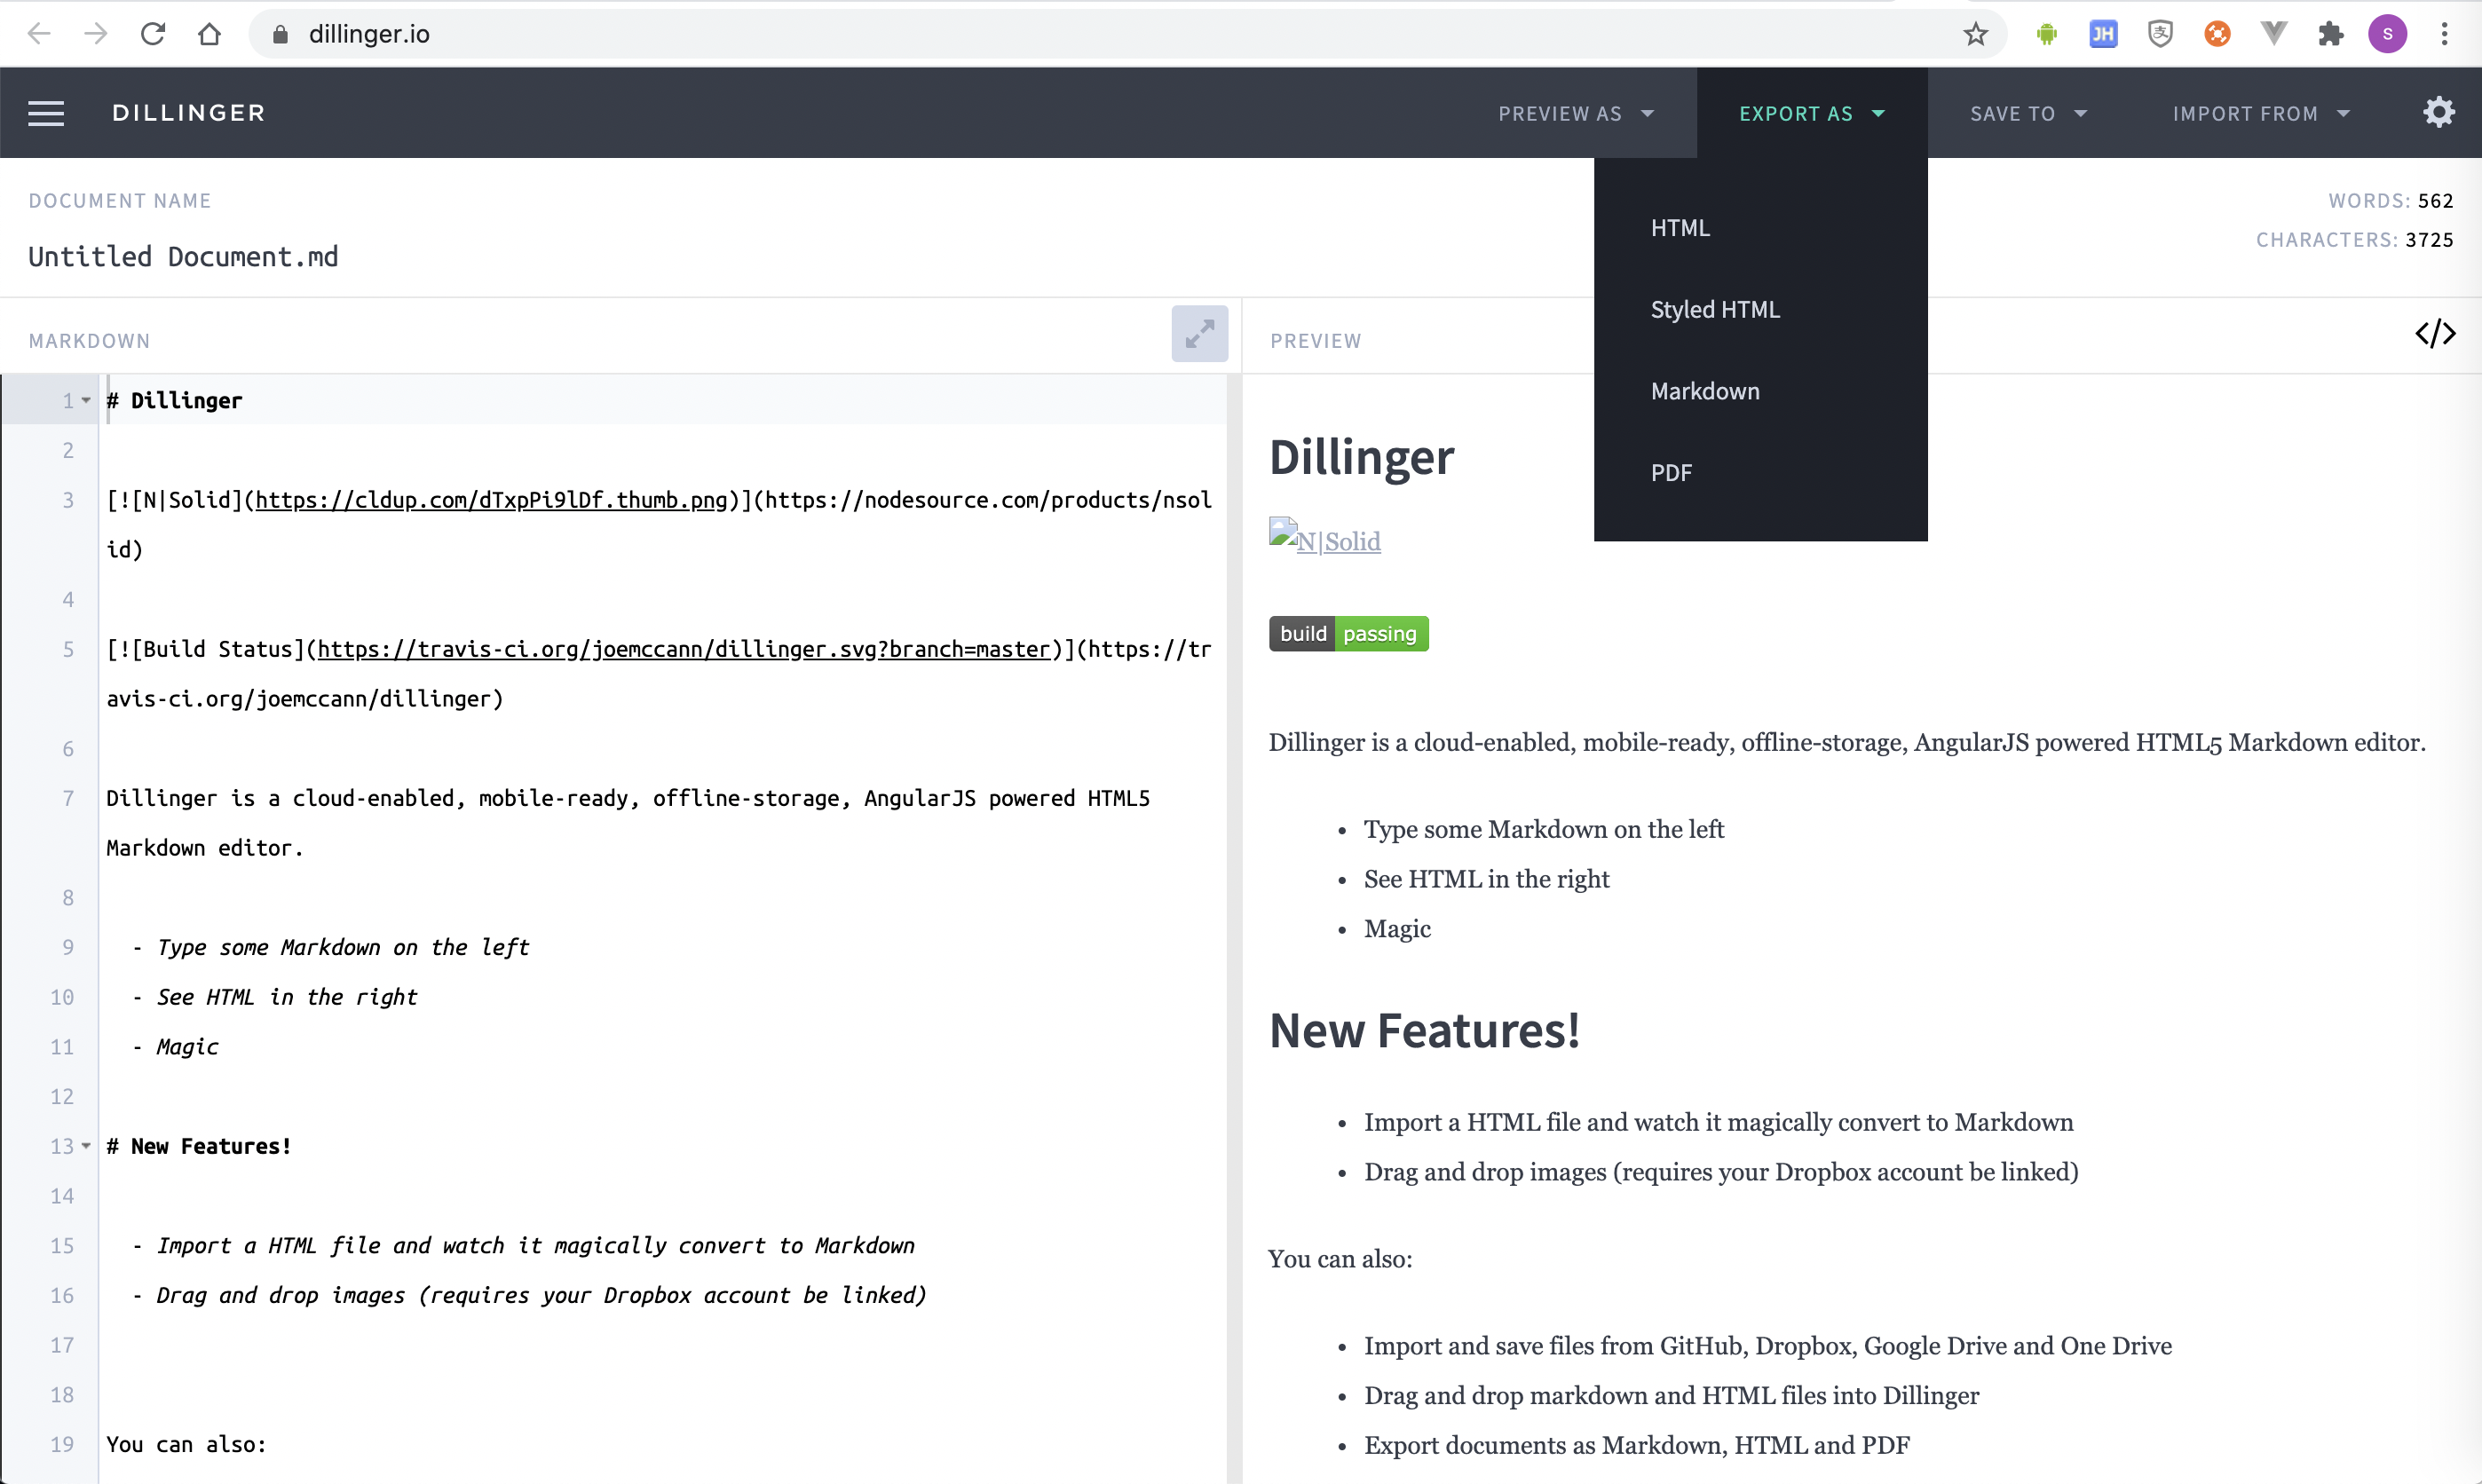 dillinger.io
JH
S
DILLINGER
PREVIEW AS
EXPORT AS
SAVE TO
IMPORT FROM
HTML
Styled HTML
Markdown
PDF
DOCUMENT NAME
Untitled Document.md
WORDS: 562
CHARACTERS: 3725
MARKDOWN
1 # Dillinger
2
3 [![N|Solid](https://cldup.com/dTxpPi9lDf.thumb.png)](https://nodesource.com/products/nsol
id)
4
5 [![Build Status](https://travis-ci.org/joemccann/dillinger.svg?branch=master)](https://tr
avis-ci.org/joemccann/dillinger)
6
7 Dillinger is a cloud-enabled, mobile-ready, offline-storage, AngularJS powered HTML5
Markdown editor.
8
9 - Type some Markdown on the left
10 - See HTML in the right
11 - Magic
12
13 # New Features!
14
15 - Import a HTML file and watch it magically convert to Markdown
16 - Drag and drop images (requires your Dropbox account be linked)
17
18
19 You can also:
PREVIEW
</>
Dillinger
N|Solid
build passing
Dillinger is a cloud-enabled, mobile-ready, offline-storage, AngularJS powered HTML5 Markdown editor.
• Type some Markdown on the left
• See HTML in the right
• Magic
New Features!
• Import a HTML file and watch it magically convert to Markdown
• Drag and drop images (requires your Dropbox account be linked)
You can also:
• Import and save files from GitHub, Dropbox, Google Drive and One Drive
• Drag and drop markdown and HTML files into Dillinger
• Export documents as Markdown, HTML and PDF